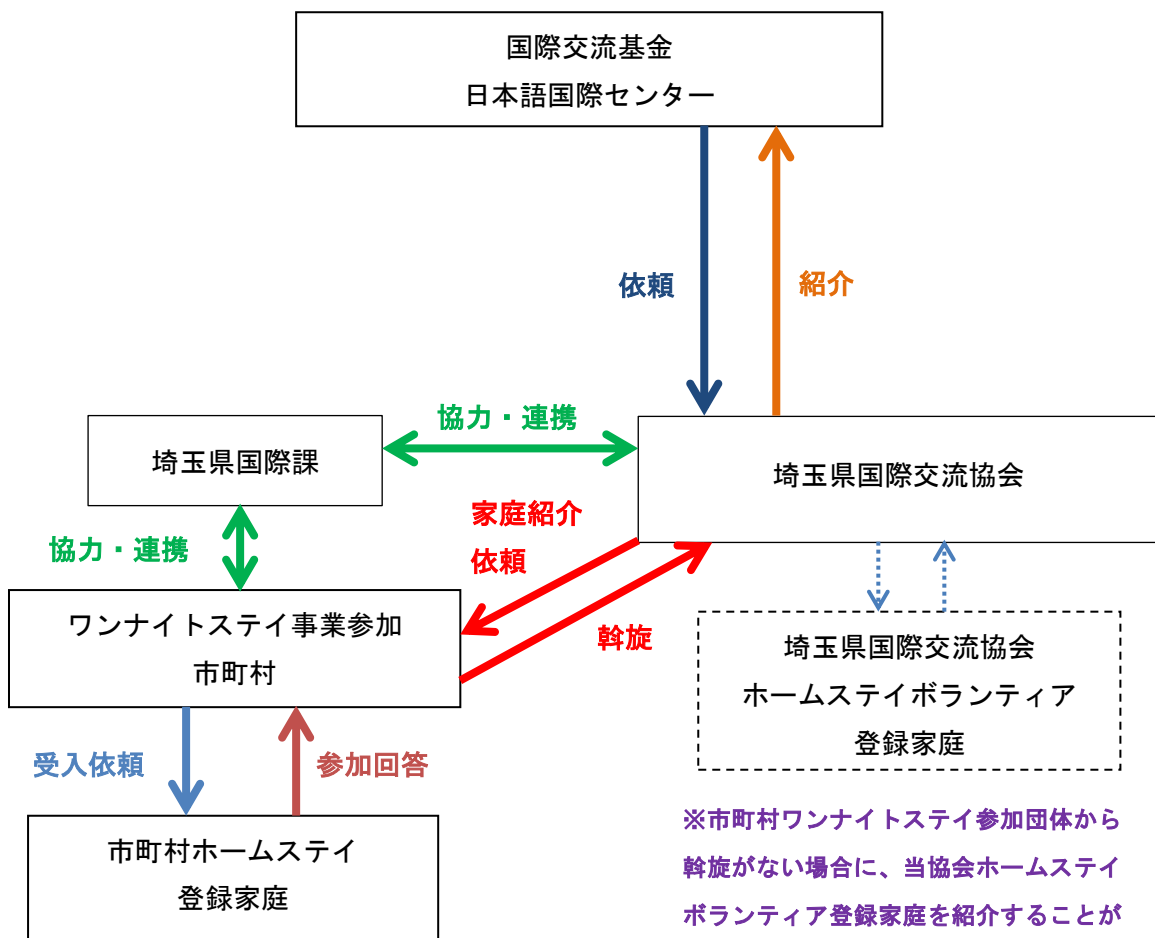 国際交流基金
日本語国際センター
依頼
紹介
協力・連携
埼玉県国際課
埼玉県国際交流協会
家庭紹介
依頼
協力・連携
斡旋
ワンナイトステイ事業参加
市町村
埼玉県国際交流協会
ホームステイボランティア
登録家庭
受入依頼
参加回答
市町村ホームステイ
登録家庭
※市町村ワンナイトステイ参加団体から
斡旋がない場合に、当協会ホームステイ
ボランティア登録家庭を紹介することが